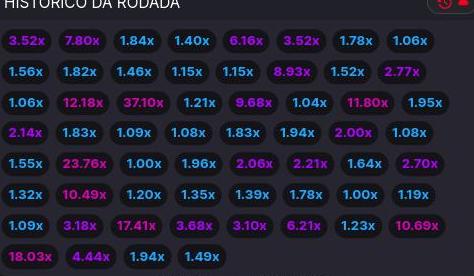 HISTÓRICO DA RODADA
3.52x 7.80x 1.84x 1.40x 6.16x 3.52x 1.78x 1.06x
1.56x 1.82x 1.46x 1.15x 1.15x 8.93x 1.52x 2.77x
1.06x 12.18x 37.10x 1.21x 9.68x 1.04x 11.80x 1.95x
2.14x 1.83x 1.09x 1.08x 1.83x 1.94x 2.00x 1.08x
1.55x 23.76x 1.00x 1.96x 2.06x 2.21x 1.64x 2.70x
1.32x 10.49x 1.20x 1.35x 1.39x 1.78x 1.00x 1.19x
1.09x 3.18x 17.41x 3.68x 3.10x 6.21x 1.23x 10.69x
18.03x 4.44x 1.94x 1.49x